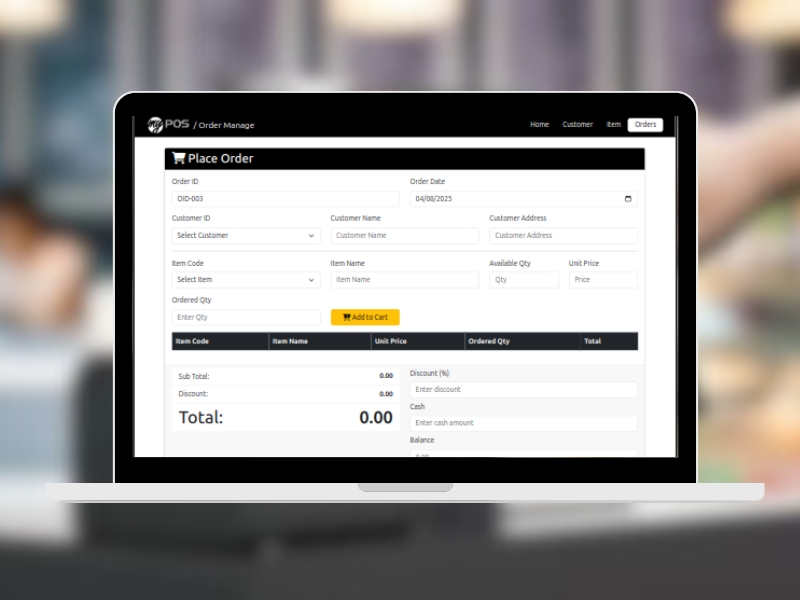 my POS / Order Manage
Home Customer Item Orders
Place Order
Order ID Order Date
OID-003 04/08/2025
Customer ID Customer Name Customer Address
Select Customer Customer Name Customer Address
Item Code Item Name Available Qty Unit Price
Select Item Item Name Qty Price
Ordered Qty
Enter Qty Add to Cart
Item Code Item Name Unit Price Ordered Qty Total
Sub Total: 0.00
Discount: 0.00
Total: 0.00
Discount (%)
Enter discount
Cash
Enter cash amount
Balance
0.00